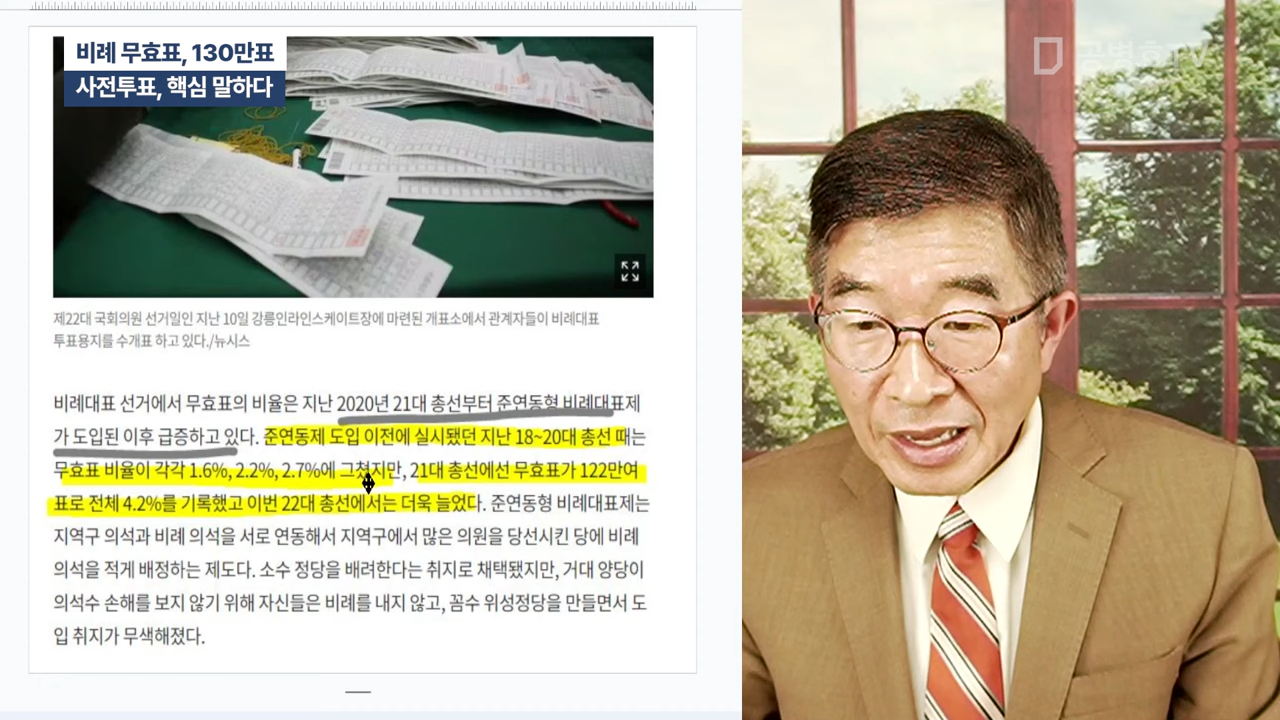 비례 무효표, 130만표
사전투표, 핵심 말하다
공병호TV
제22대 국회의원 선거일인 지난 10일 강릉인라인스케이트장에 마련된 개표소에서 관계자들이 비례대표
투표용지를 수개표 하고 있다./뉴시스
비례대표 선거에서 무효표의 비율은 지난 2020년 21대 총선부터 준연동형 비례대표제
가 도입된 이후 급증하고 있다. 준연동제 도입 이전에 실시됐던 지난 18~20대 총선 때는
무효표 비율이 각각 1.6%, 2.2%, 2.7%에 그쳤지만, 21대 총선에선 무효표가 122만여
표로 전체 4.2%를 기록했고 이번 22대 총선에서는 더욱 늘었다. 준연동형 비례대표제는
지역구 의석과 비례 의석을 서로 연동해서 지역구에서 많은 의원을 당선시킨 당에 비례
의석을 적게 배정하는 제도다. 소수 정당을 배려한다는 취지로 채택됐지만, 거대 양당이
의석수 손해를 보지 않기 위해 자신들은 비례를 내지 않고, 꼼수 위성정당을 만들면서 도
입 취지가 무색해졌다.